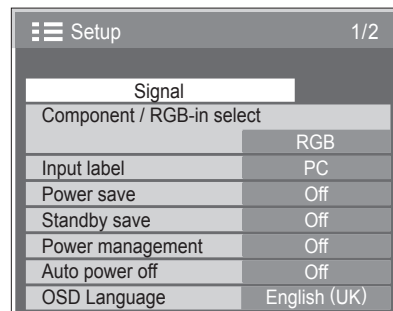 Setup 1/2
Signal
Component / RGB-in select
RGB
Input label PC
Power save Off
Standby save Off
Power management Off
Auto power off Off
OSD Language English (UK)